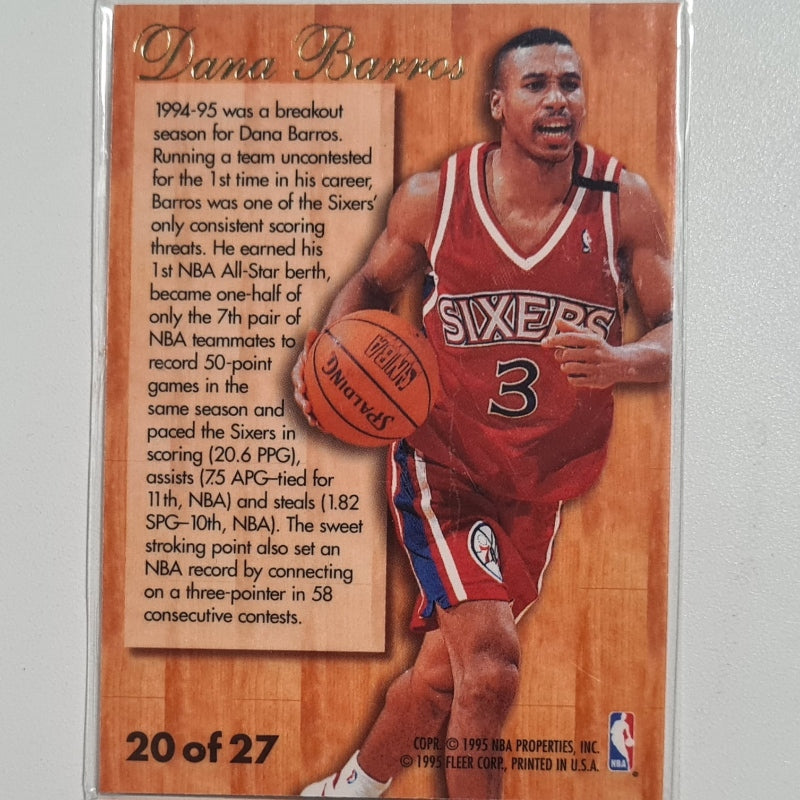 Dana Barros
1994-95 was a breakout
season for Dana Barros.
Running a team uncontested
for the 1st time in his career,
Barros was one of the Sixers'
only consistent scoring
threats. He earned his
1st NBA All-Star berth,
became one-half of
only the 7th pair of
NBA teammates to
record 50-point
games in the
same season and
paced the Sixers in
scoring (20.6 PPG),
assists (7.5 APG–tied for
11th, NBA) and steals (1.82
SPG–10th, NBA). The sweet
stroking point also set an
NBA record by connecting
on a three-pointer in 58
consecutive contests.
SIXERS
3
SPALDING
NBA
20 of 27
COPR. © 1995 NBA PROPERTIES, INC.
© 1995 FLEER CORP., PRINTED IN U.S.A.
NBA